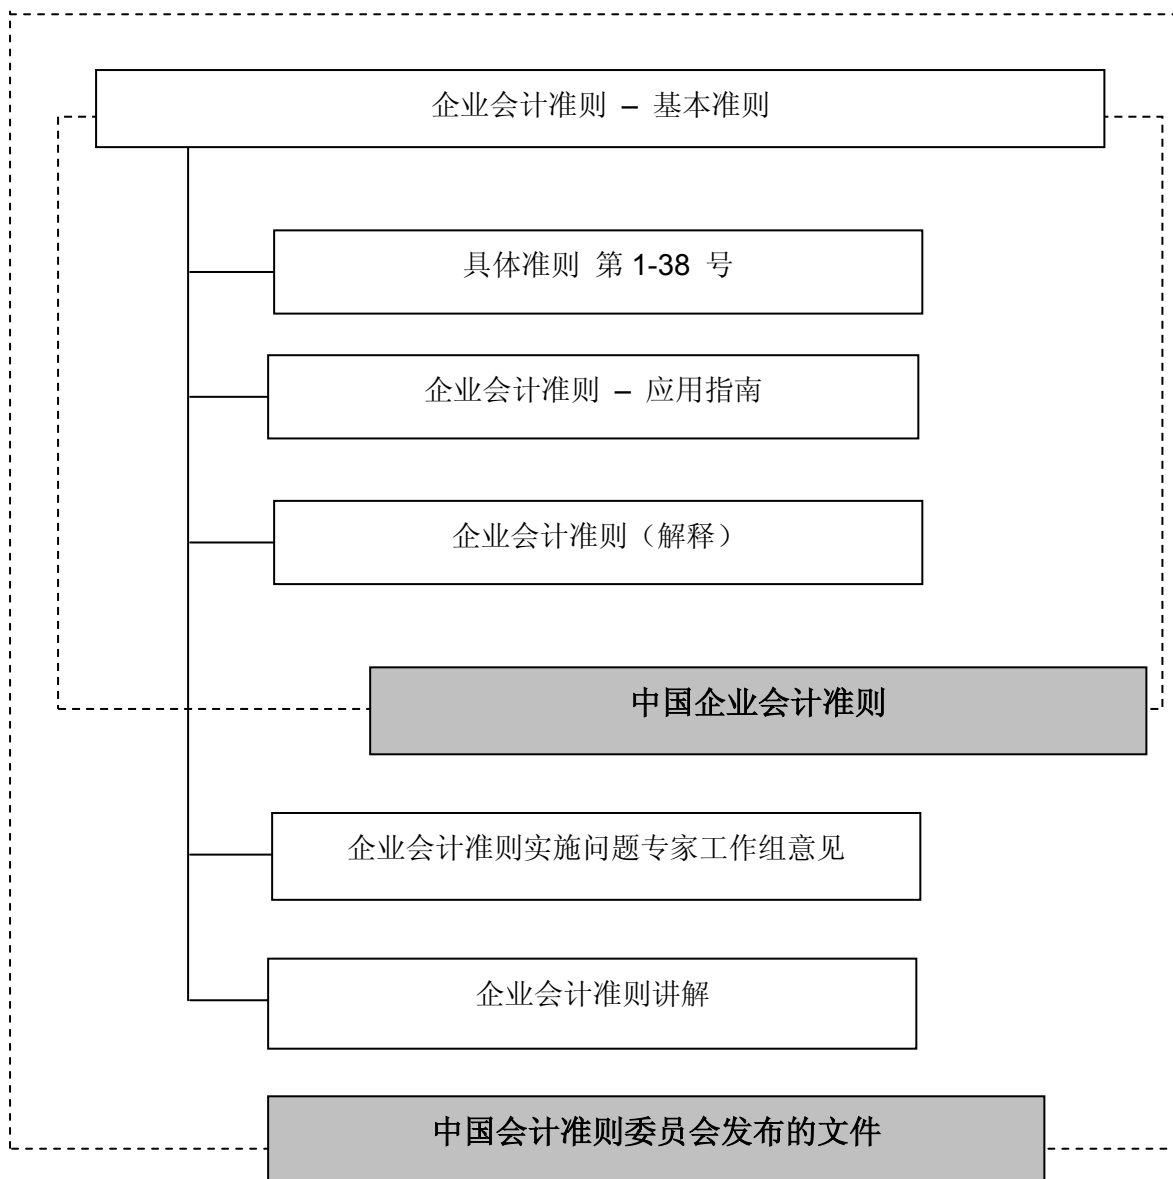 企业会计准则 – 基本准则
具体准则 第 1-38 号
企业会计准则 – 应用指南
企业会计准则（解释）
中国企业会计准则
企业会计准则实施问题专家工作组意见
企业会计准则讲解
中国会计准则委员会发布的文件